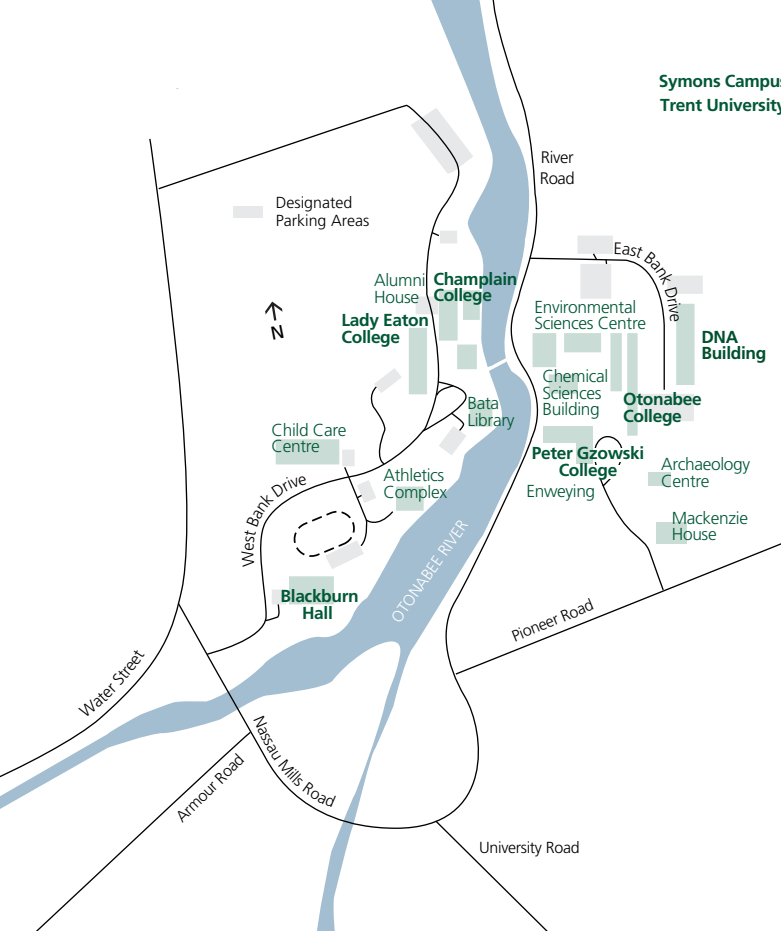 Symons Campus
Trent University
River
Road
Designated
Parking Areas
East Bank Drive
Alumni
House
Champlain
College
Lady Eaton
College
N
Environmental
Sciences Centre
DNA
Building
Chemical
Sciences
Building
Otonabee
College
Bata
Library
Child Care
Centre
Peter Gzowski
College
Enweying
Archaeology
Centre
Athletics
Complex
West Bank Drive
Mackenzie
House
OTONABEE RIVER
Blackburn
Hall
Pioneer Road
Water Street
Nassau Mills Road
Armour Road
University Road